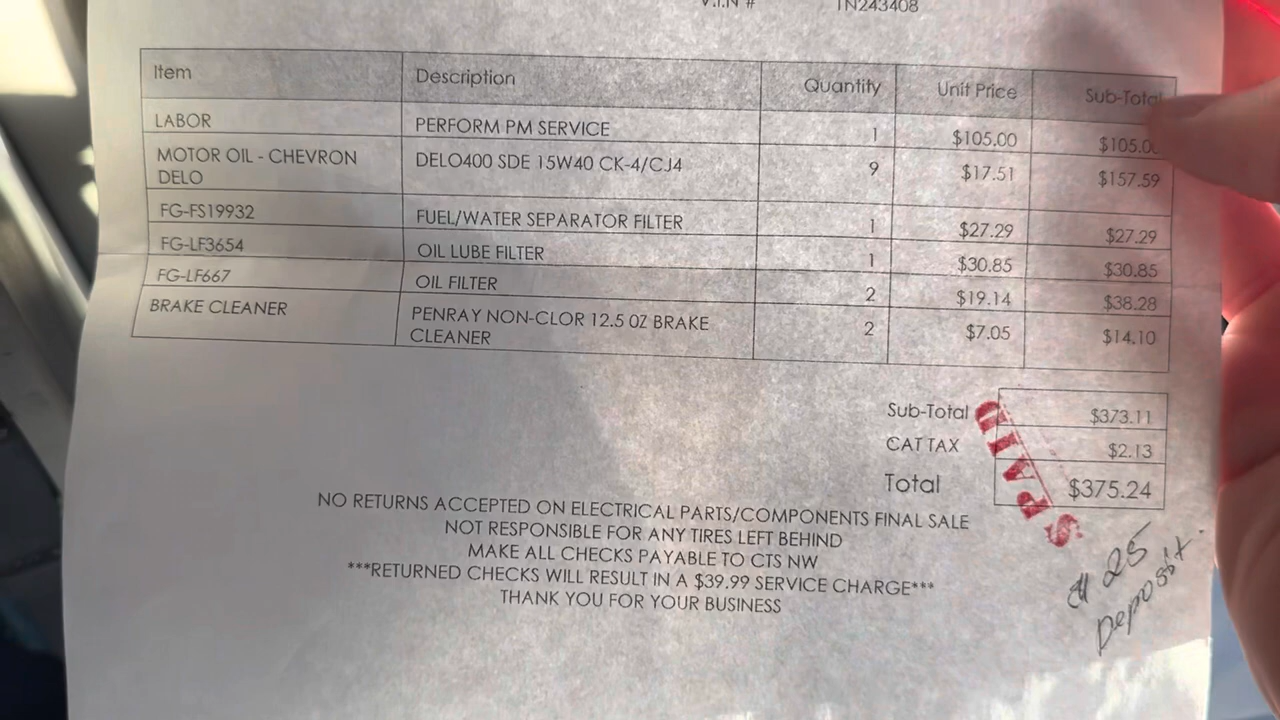 V.I.N # 1N243408
Item Description Quantity Unit Price Sub-Total
LABOR PERFORM PM SERVICE 1 $105.00 $105.00
MOTOR OIL - CHEVRON DELO400 SDE 15W40 CK-4/CJ4 9 $17.51 $157.59
DELO
FG-FS19932 FUEL/WATER SEPARATOR FILTER 1 $27.29 $27.29
FG-LF3654 OIL LUBE FILTER 1 $30.85 $30.85
FG-LF667 OIL FILTER 2 $19.14 $38.28
BRAKE CLEANER PENRAY NON-CLOR 12.5 OZ BRAKE 2 $7.05 $14.10
CLEANER
Sub-Total $373.11
CAT TAX $2.13
Total $375.24
PAID
NO RETURNS ACCEPTED ON ELECTRICAL PARTS/COMPONENTS FINAL SALE
NOT RESPONSIBLE FOR ANY TIRES LEFT BEHIND
MAKE ALL CHECKS PAYABLE TO CTS NW
***RETURNED CHECKS WILL RESULT IN A $39.99 SERVICE CHARGE***
THANK YOU FOR YOUR BUSINESS
25
Deposit